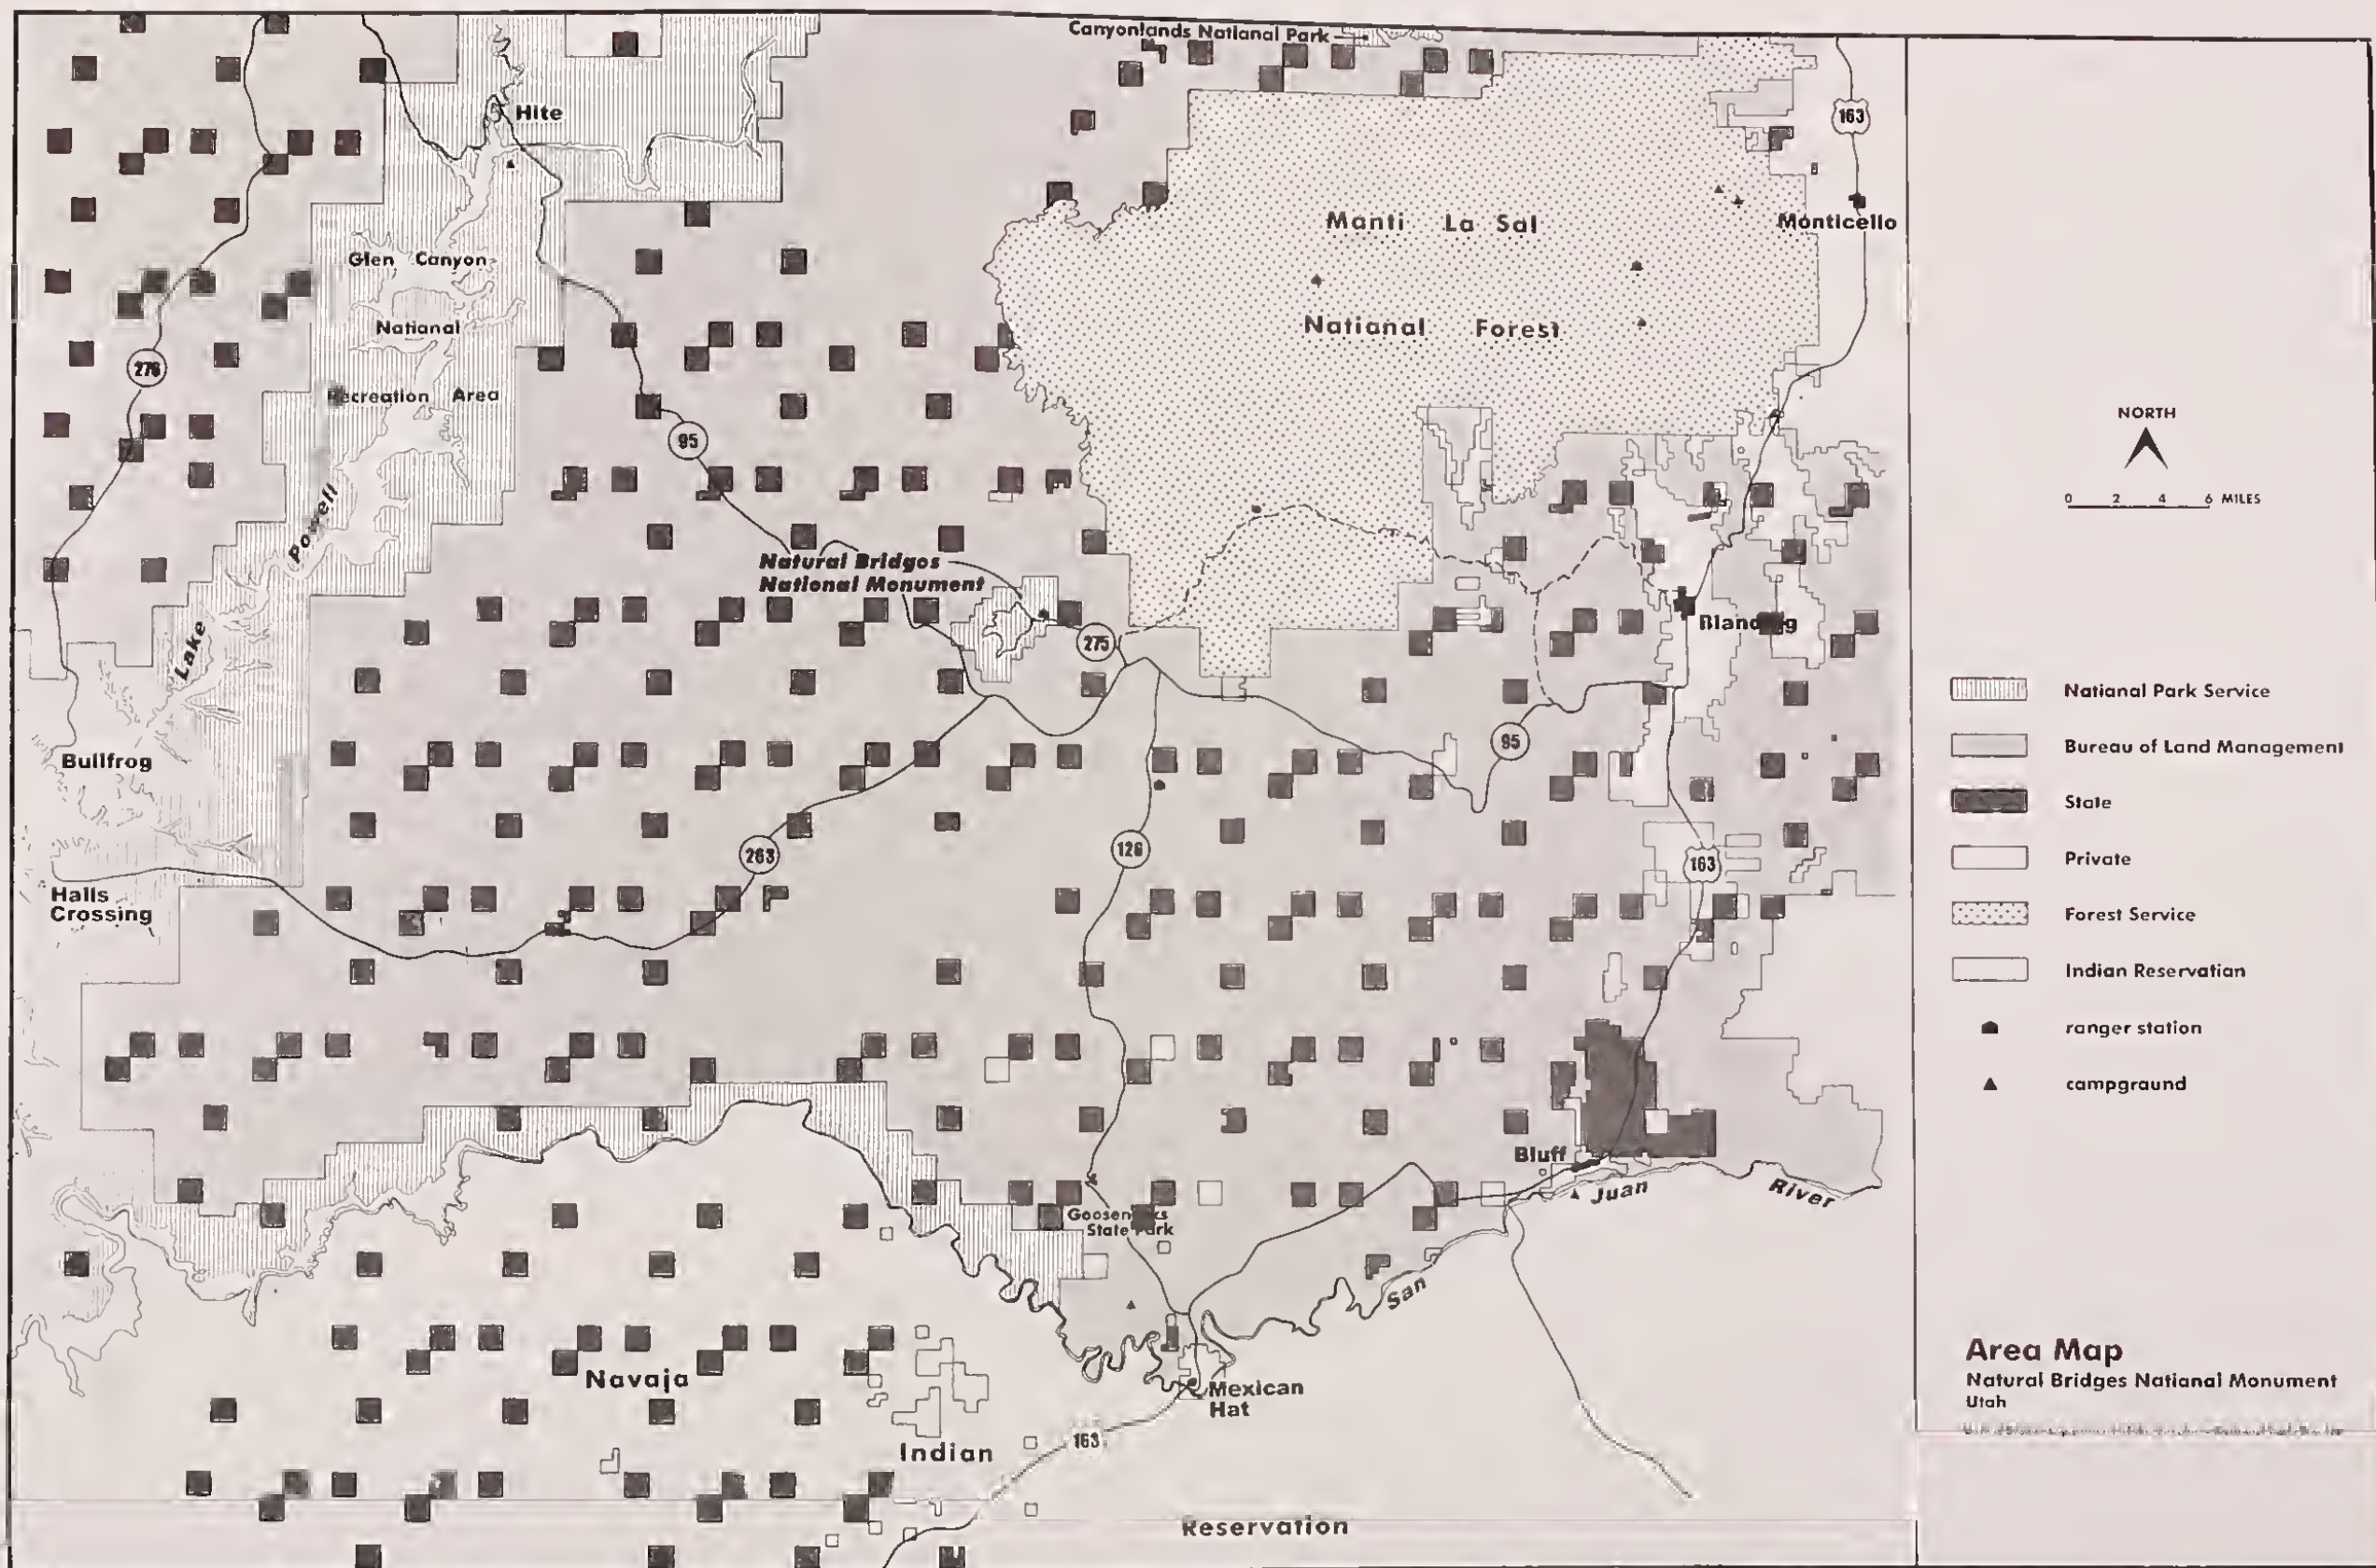 Canyonlands National Park
Hite
163
Monticello
Manti La Sal
National Forest
Glen Canyon
National
Recreation Area
276
95
NORTH
0 2 4 6 MILES
Lake Powell
Natural Bridges
National Monument
275
Blanding
95
Bullfrog
263
163
Halls
Crossing
National Park Service
Bureau of Land Management
State
Private
Forest Service
Indian Reservation
ranger station
campground
Bluff
San Juan River
Goosenecks
State Park
Mexican
Hat
163
Navajo
Indian
Reservation
Area Map
Natural Bridges National Monument
Utah